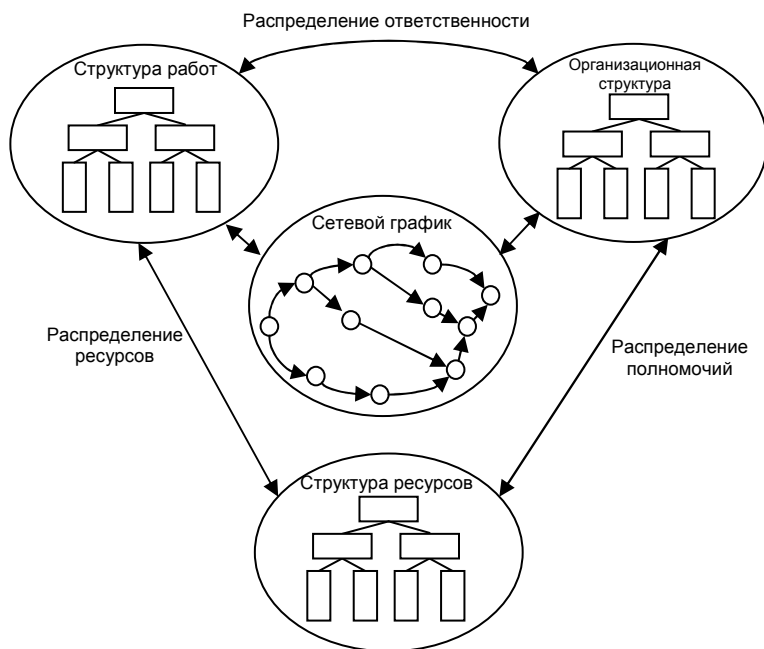 Распределение ответственности
Структура работ
Организационная
структура
Сетевой график
Распределение
ресурсов
Распределение
полномочий
Структура ресурсов